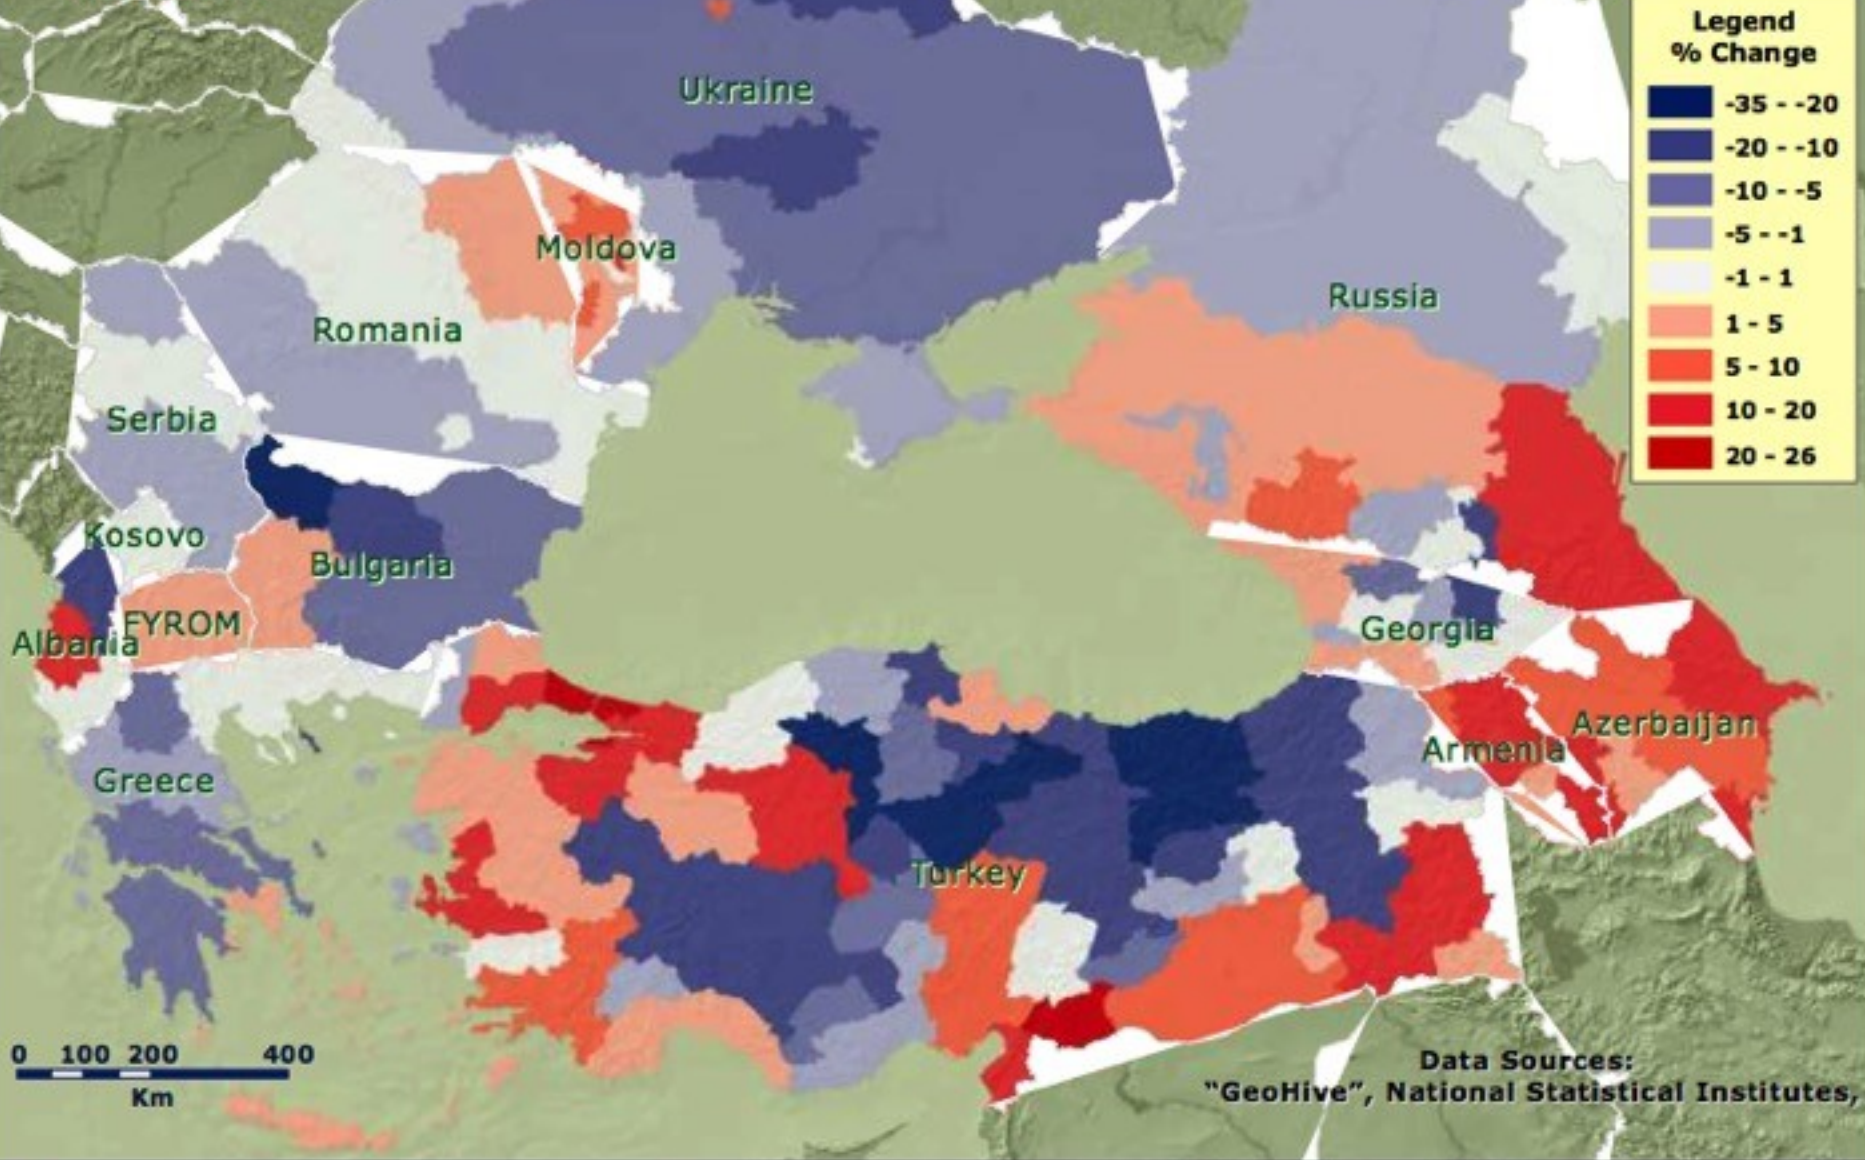 Legend
% Change
-35 - -20
-20 - -10
-10 - -5
-5 - -1
-1 - 1
1 - 5
5 - 10
10 - 20
20 - 26
Ukraine
Moldova
Russia
Romania
Serbia
Kosovo
Bulgaria
FYROM
Albania
Georgia
Azerbaijan
Armenia
Greece
Turkey
0 100 200 400
Km
Data Sources:
“GeoHive”, National Statistical Institutes,